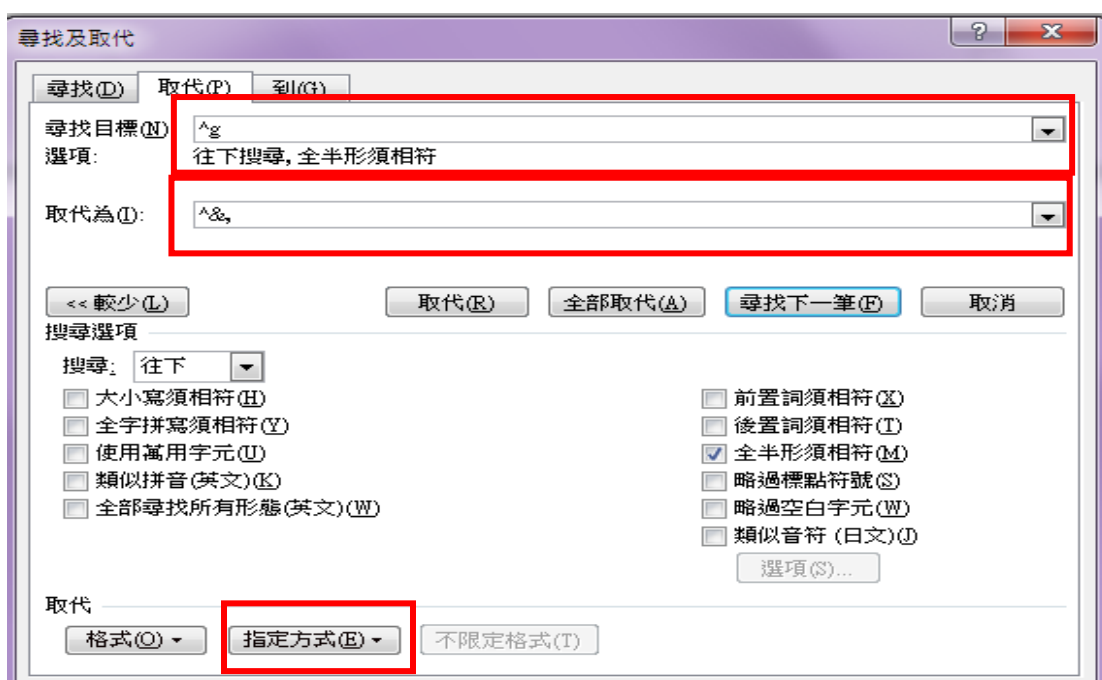 尋找及取代
尋找(D) 取代(P) 到(G)
尋找目標(N) ^g
選項: 往下搜尋, 全半形須相符
取代為(I): ^&,
<< 較少(L) 取代(R) 全部取代(A) 尋找下一筆(F) 取消
搜尋選項
搜尋: 往下
大小寫須相符(H) 前置詞須相符(X)
全字拼寫須相符(Y) 後置詞須相符(T)
使用萬用字元(U) 全半形須相符(M)
類似拼音(英文)(K) 略過標點符號(S)
全部尋找所有形態(英文)(W) 略過空白字元(W)
類似音符 (日文)(J)
選項(S)...
取代
格式(O) 指定方式(E) 不限定格式(T)